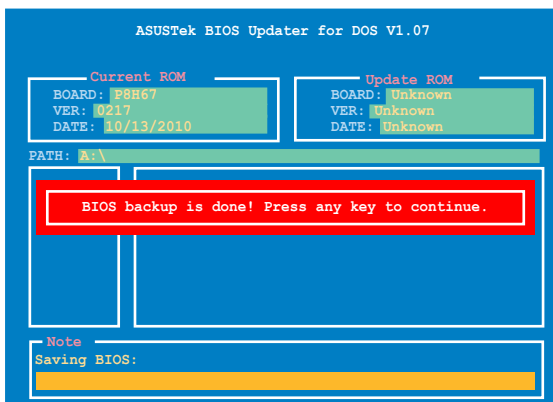 ASUSTek BIOS Updater for DOS V1.07
Current ROM
BOARD: P8H67
VER: 0217
DATE: 10/13/2010
Update ROM
BOARD: Unknown
VER: Unknown
DATE: Unknown
PATH: A:\
BIOS backup is done! Press any key to continue.
Note
Saving BIOS: